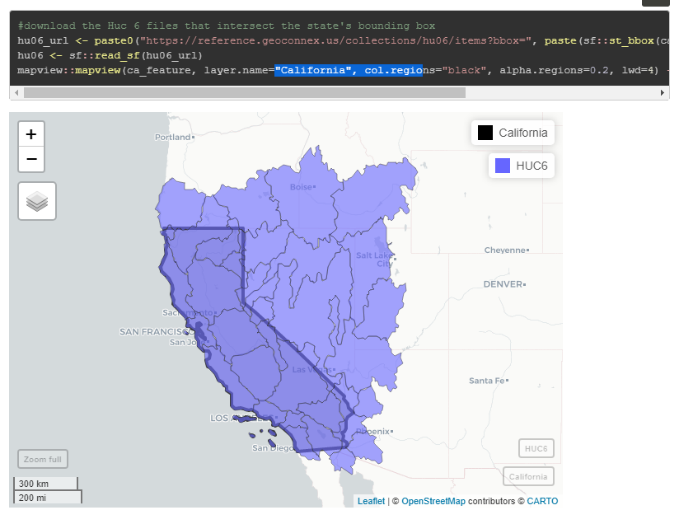 #download the Huc 6 files that intersect the state's bounding box
hu06_url <- paste0("https://reference.geoconnex.us/collections/hu06/items?bbox=", paste(sf::st_bbox(ca
hu06 <- sf::read_sf(hu06_url)
mapview::mapview(ca_feature, layer.name="California", col.regions="black", alpha.regions=0.2, lwd=4)
+
−
California
HUC6
Portland
Boise
Salt Lake
City
Cheyenne
DENVER
Sacramento
SAN FRANCISC
San Jo
Las Vegas
Santa Fe
LOS
Phoenix
San Diego
HUC6
Zoom full
California
300 km
200 mi
Leaflet | © OpenStreetMap contributors © CARTO